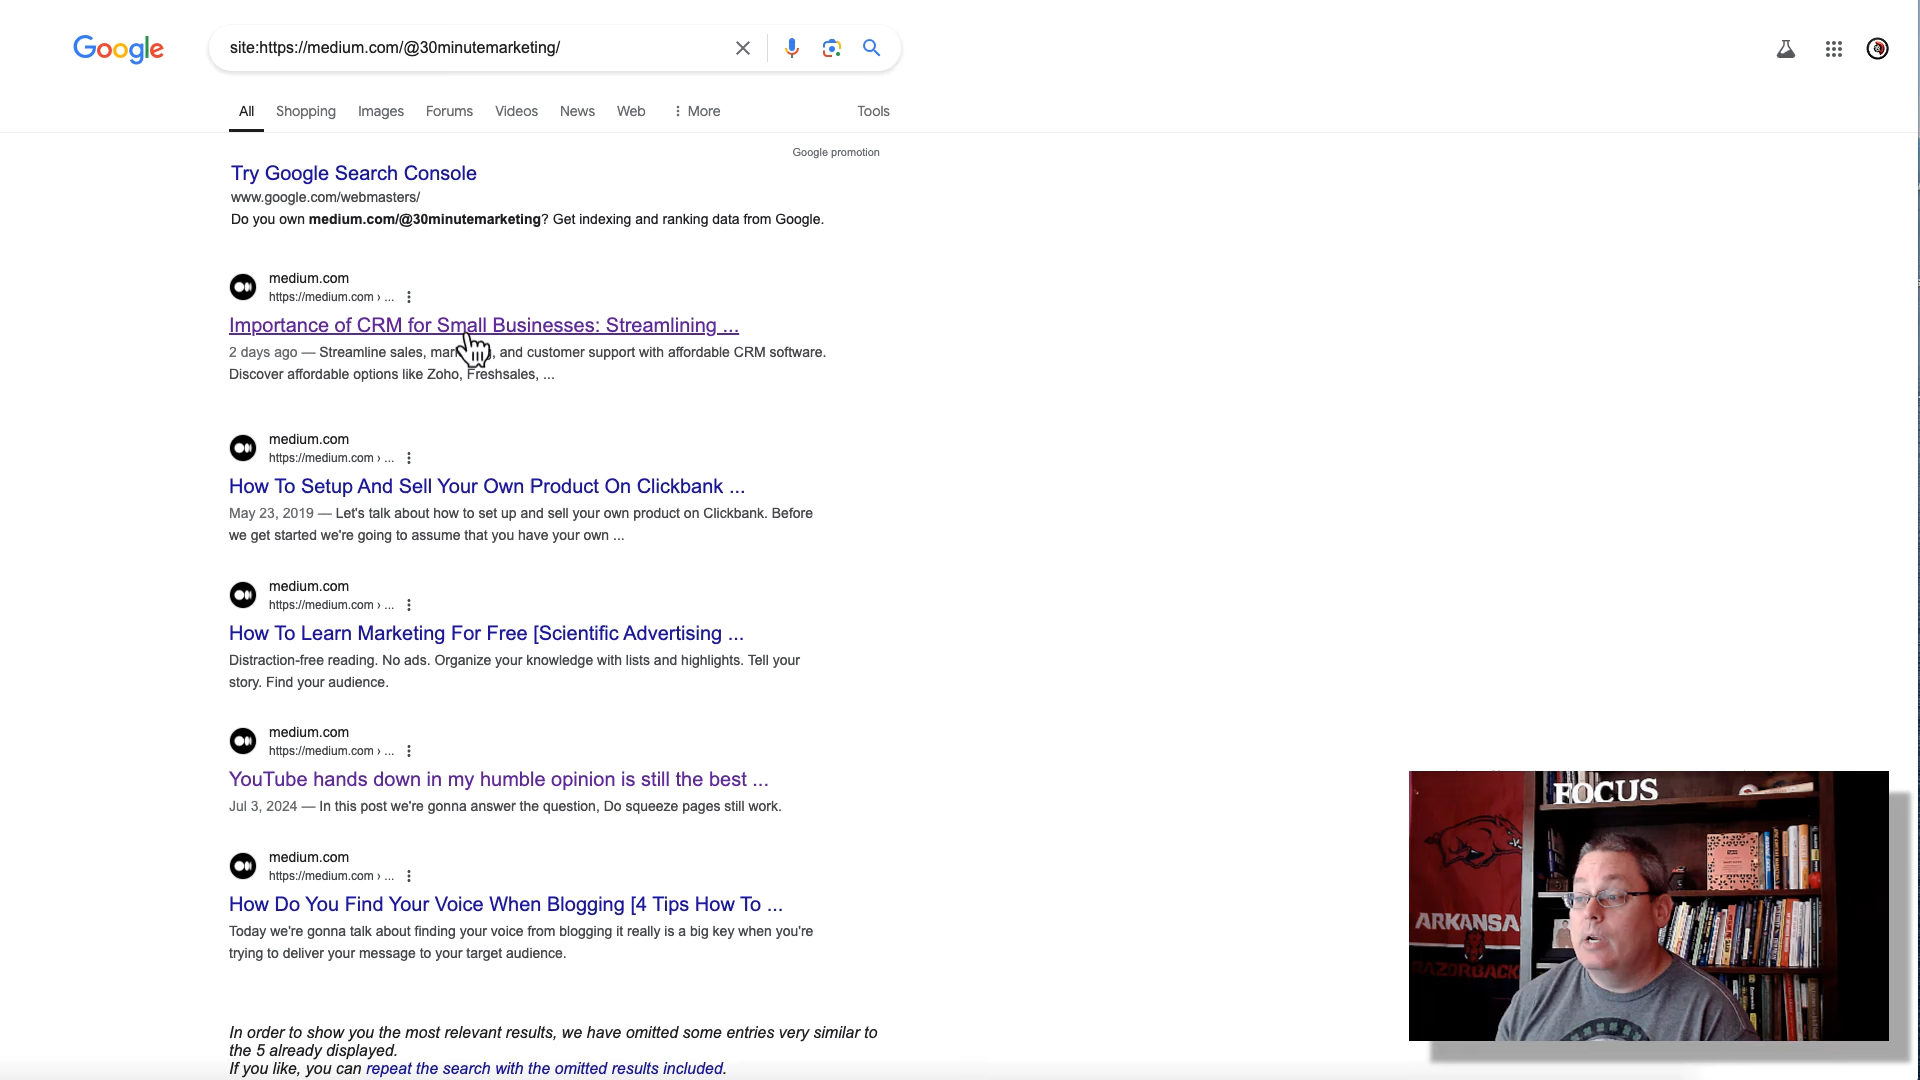 Google
site:https://medium.com/@30minutemarketing/
All Shopping Images Forums Videos News Web More Tools
Google promotion
Try Google Search Console
www.google.com/webmasters/
Do you own medium.com/@30minutemarketing? Get indexing and ranking data from Google.
medium.com
https://medium.com › ...
Importance of CRM for Small Businesses: Streamlining ...
2 days ago — Streamline sales, and customer support with affordable CRM software.
Discover affordable options like Zoho, Freshsales, ...
medium.com
https://medium.com › ...
How To Setup And Sell Your Own Product On Clickbank ...
May 23, 2019 — Let's talk about how to set up and sell your own product on Clickbank. Before
we get started we're going to assume that you have your own ...
medium.com
https://medium.com › ...
How To Learn Marketing For Free [Scientific Advertising ...
Distraction-free reading. No ads. Organize your knowledge with lists and highlights. Tell your
story. Find your audience.
medium.com
https://medium.com › ...
YouTube hands down in my humble opinion is still the best ...
Jul 3, 2024 — In this post we're gonna answer the question, Do squeeze pages still work.
medium.com
https://medium.com › ...
How Do You Find Your Voice When Blogging [4 Tips How To ...
Today we're gonna talk about finding your voice from blogging it really is a big key when you're
trying to deliver your message to your target audience.
In order to show you the most relevant results, we have omitted some entries very similar to
the 5 already displayed.
If you like, you can repeat the search with the omitted results included.
FOCUS
ARKANSA
RAZORBACK